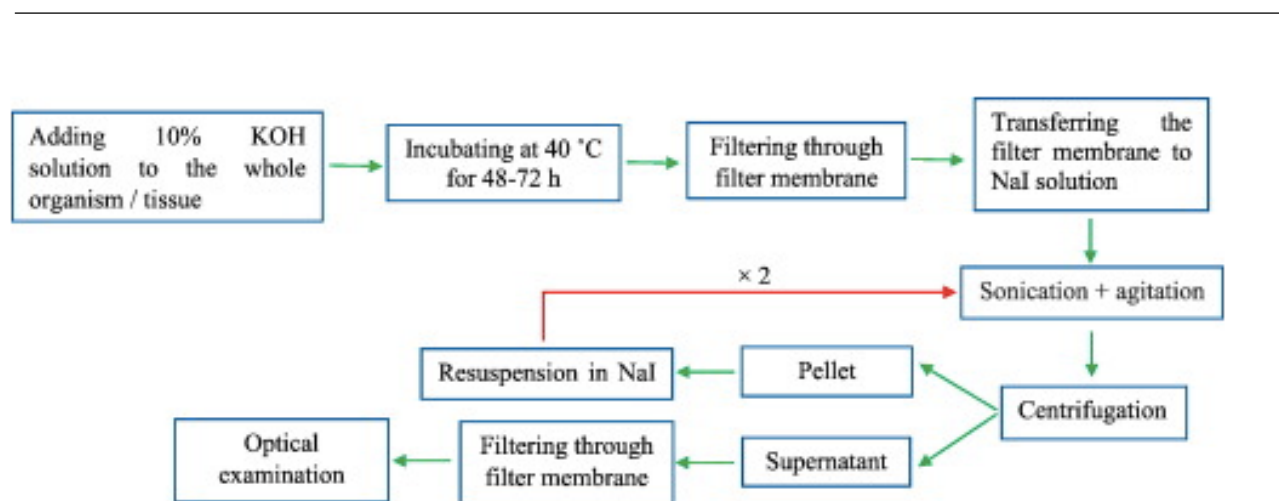 Adding 10% KOH
solution to the whole
organism / tissue
Incubating at 40 ˚C
for 48-72 h
Filtering through
filter membrane
Transferring the
filter membrane to
NaI solution
× 2
Sonication + agitation
Resuspension in NaI
Pellet
Centrifugation
Optical
examination
Filtering through
filter membrane
Supernatant